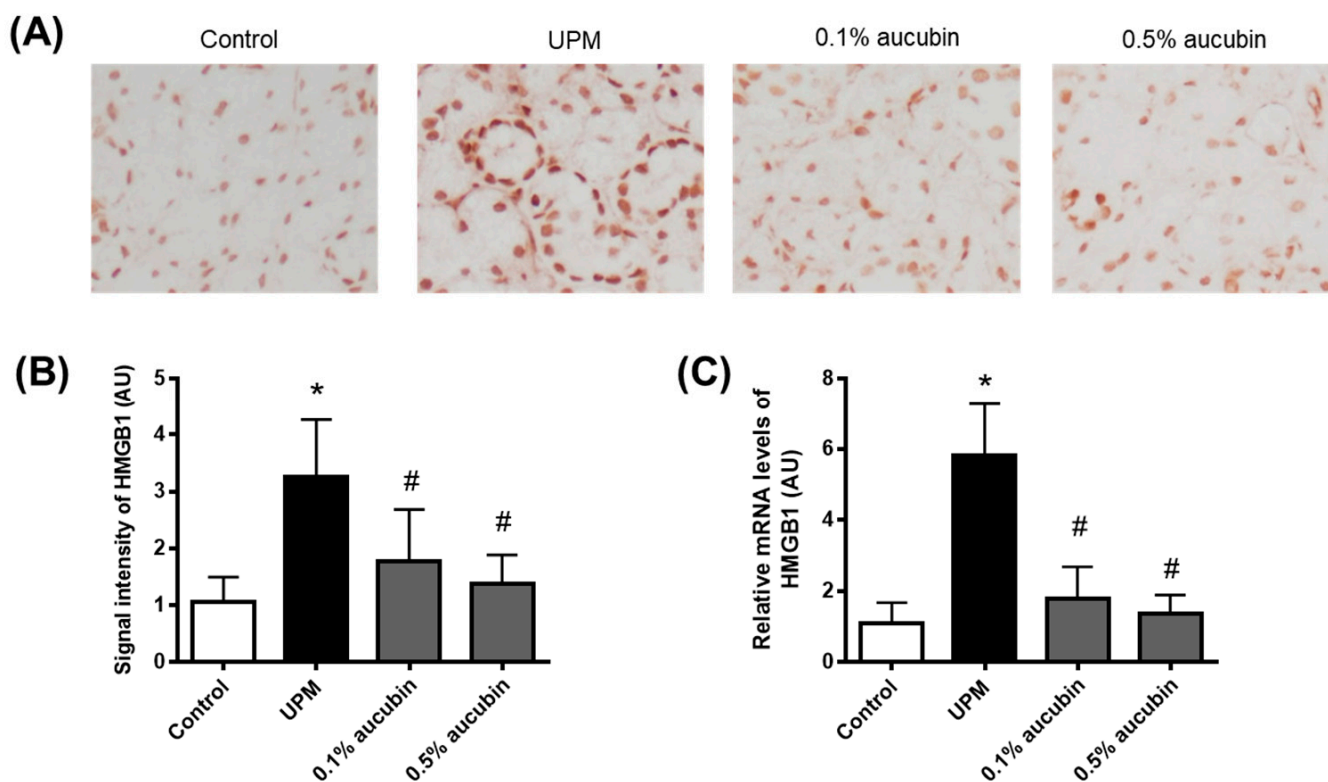 (A)
Control
UPM
0.1% aucubin
0.5% aucubin
(B)
Signal intensity of HMGB1 (AU)
5
4
3
2
1
0
*
#
#
Control
UPM
0.1% aucubin
0.5% aucubin
(C)
Relative mRNA levels of
HMGB1 (AU)
8
6
4
2
0
*
#
#
Control
UPM
0.1% aucubin
0.5% aucubin